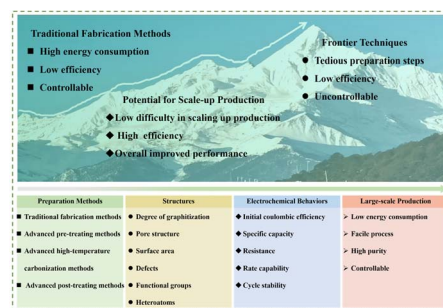 Traditional Fabrication Methods
■ High energy consumption
■ Low efficiency
■ Controllable
Frontier Techniques
● Tedious preparation steps
● Low efficiency
● Uncontrollable
Potential for Scale-up Production
◆Low difficulty in scaling up production
◆ High efficiency
◆Overall improved performance
Preparation Methods
■ Traditional fabrication methods
■ Advanced pre-treating methods
■ Advanced high-temperature
carbonization methods
■ Advanced post-treating methods
Structures
● Degree of graphitization
● Pore structure
● Surface area
● Defects
● Functional groups
● Heteroatoms
Electrochemical Behaviors
◆Initial coulombic efficiency
◆Specific capacity
◆Resistance
◆Rate capability
◆Cycle stability
Large-scale Production
➢ Low energy consumption
➢ Facile process
➢ High purity
➢ Controllable